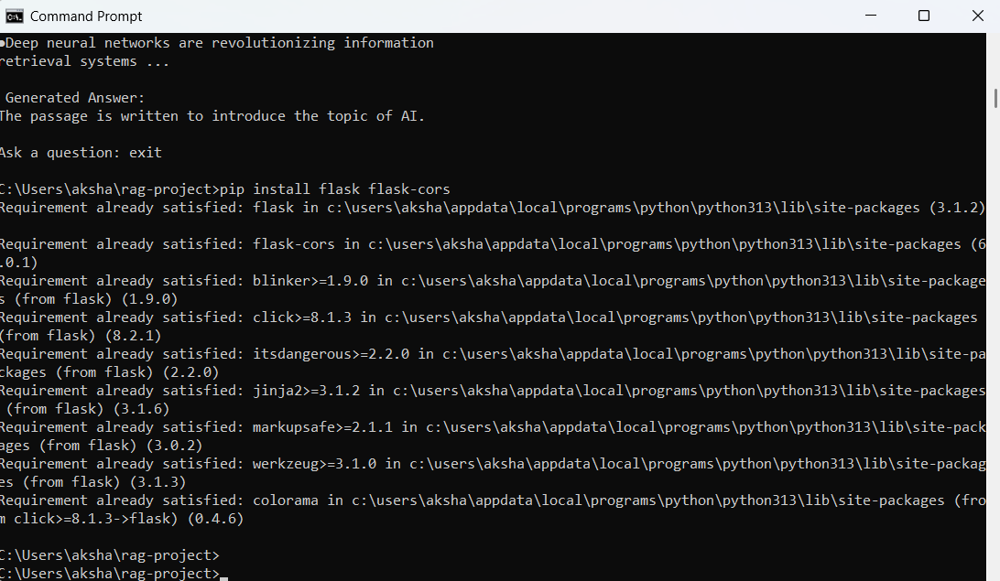 Command Prompt
●Deep neural networks are revolutionizing information
retrieval systems ...
Generated Answer:
The passage is written to introduce the topic of AI.
Ask a question: exit
C:\Users\aksha\rag-project>pip install flask flask-cors
Requirement already satisfied: flask in c:\users\aksha\appdata\local\programs\python\python313\lib\site-packages (3.1.2)
Requirement already satisfied: flask-cors in c:\users\aksha\appdata\local\programs\python\python313\lib\site-packages (6
.0.1)
Requirement already satisfied: blinker>=1.9.0 in c:\users\aksha\appdata\local\programs\python\python313\lib\site-package
s (from flask) (1.9.0)
Requirement already satisfied: click>=8.1.3 in c:\users\aksha\appdata\local\programs\python\python313\lib\site-packages
(from flask) (8.2.1)
Requirement already satisfied: itsdangerous>=2.2.0 in c:\users\aksha\appdata\local\programs\python\python313\lib\site-pa
ckages (from flask) (2.2.0)
Requirement already satisfied: jinja2>=3.1.2 in c:\users\aksha\appdata\local\programs\python\python313\lib\site-packages
(from flask) (3.1.6)
Requirement already satisfied: markupsafe>=2.1.1 in c:\users\aksha\appdata\local\programs\python\python313\lib\site-pack
ages (from flask) (3.0.2)
Requirement already satisfied: werkzeug>=3.1.0 in c:\users\aksha\appdata\local\programs\python\python313\lib\site-packag
es (from flask) (3.1.3)
Requirement already satisfied: colorama in c:\users\aksha\appdata\local\programs\python\python313\lib\site-packages (fro
m click>=8.1.3->flask) (0.4.6)
C:\Users\aksha\rag-project>
C:\Users\aksha\rag-project>